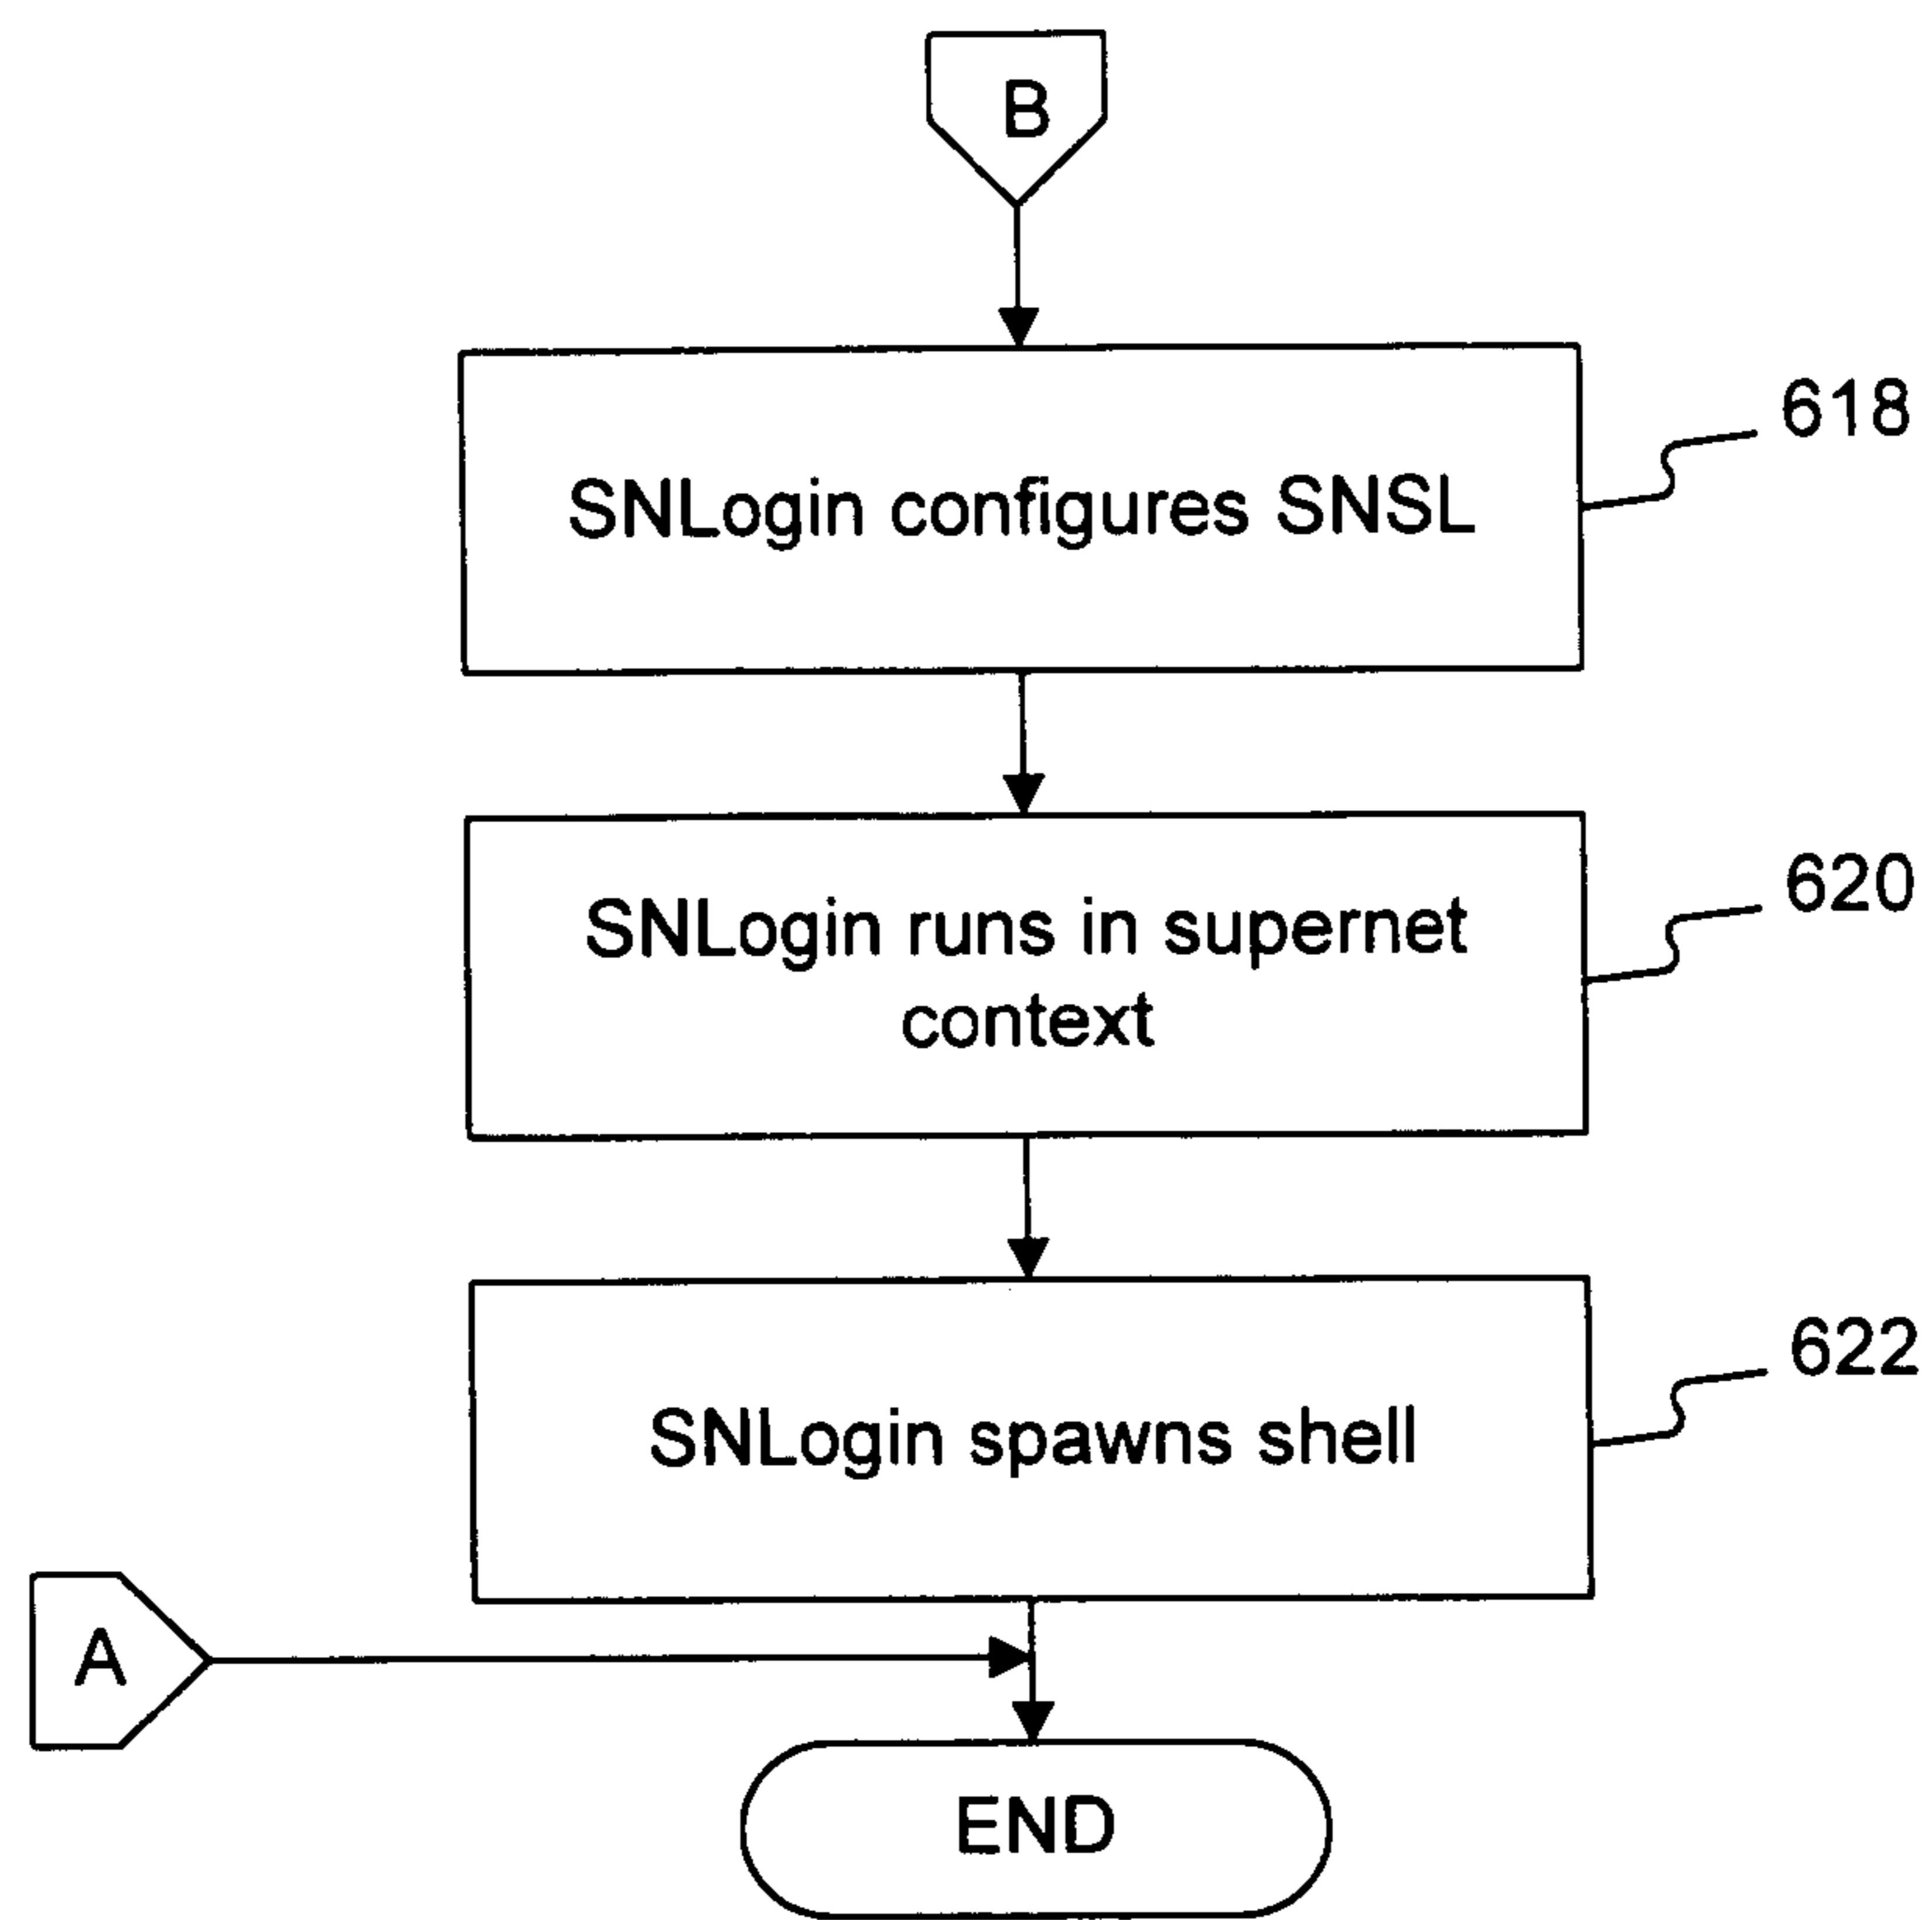 B
SNLogin configures SNSL
618
SNLogin runs in supernet
context
620
SNLogin spawns shell
622
A
END